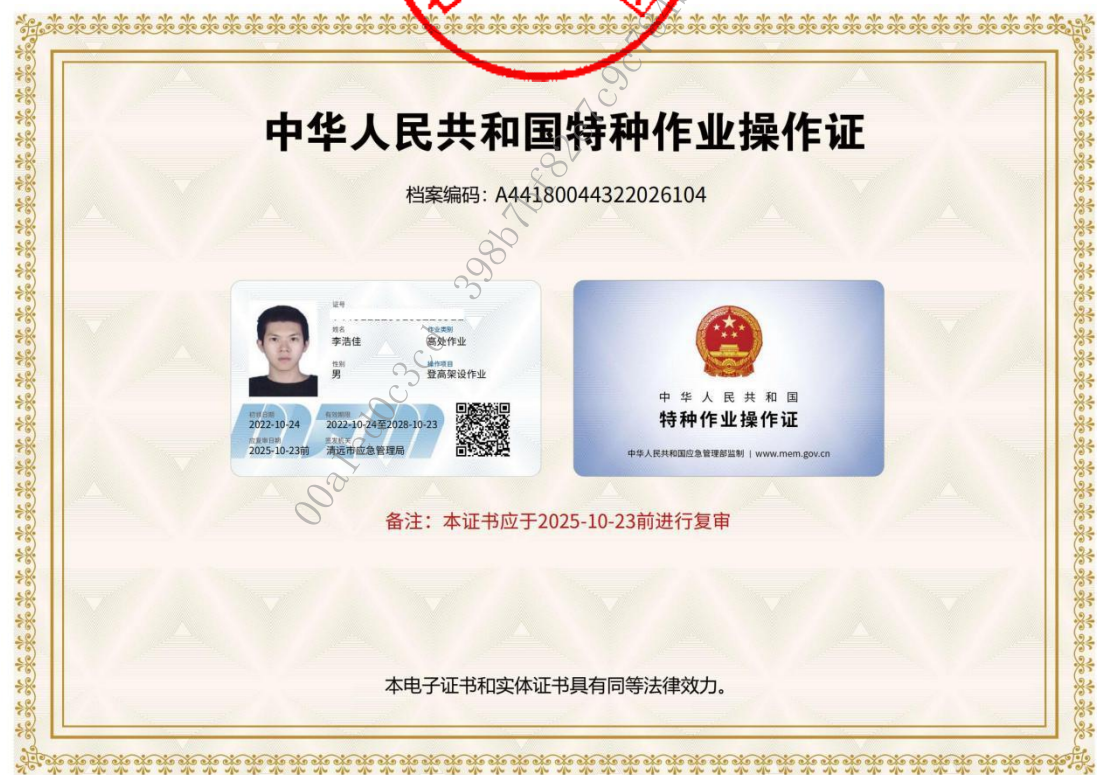 中华人民共和国特种作业操作证
档案编码：A44180044322026104
证号
姓名
李浩佳
作业类别
高处作业
性别
男
操作项目
登高架设作业
初领日期
2022-10-24
有效期限
2022-10-24至2028-10-23
应复审日期
2025-10-23前
签发机关
清远市应急管理局
中华人民共和国
特种作业操作证
中华人民共和国应急管理部监制 | www.mem.gov.cn
备注：本证书应于2025-10-23前进行复审
本电子证书和实体证书具有同等法律效力。